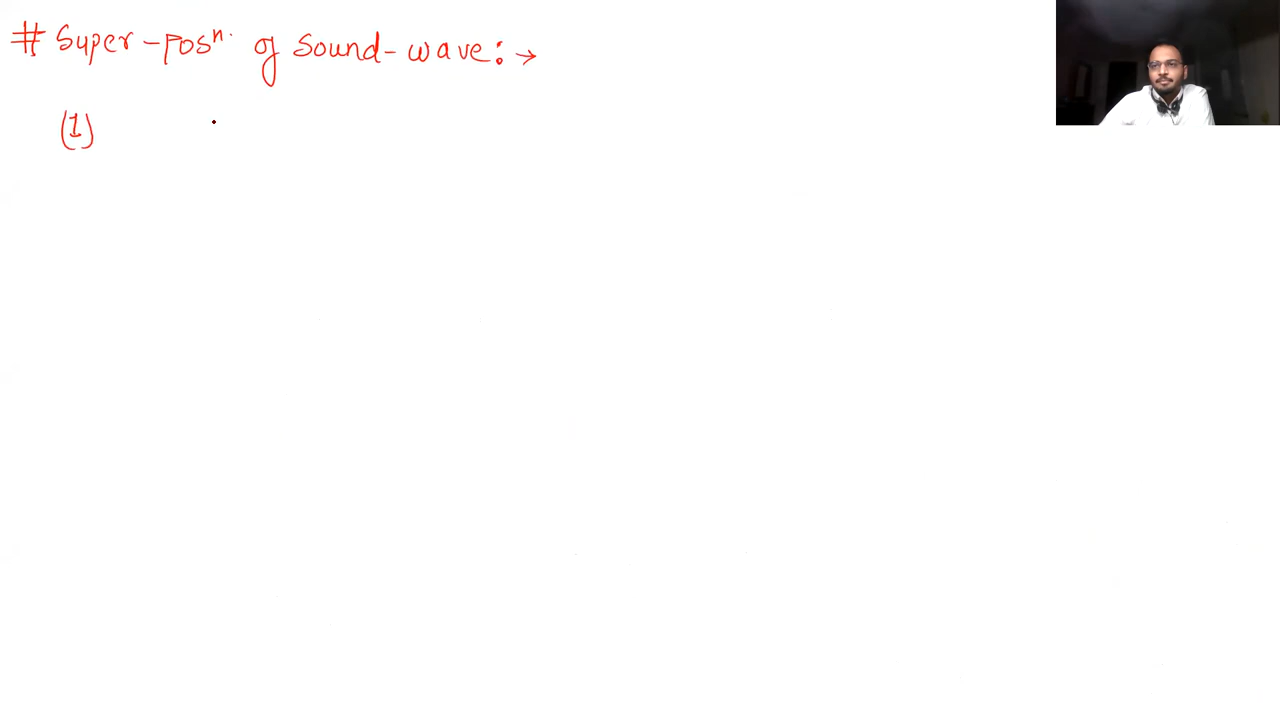 # Super-Posⁿ. of Sound-wave:→
(1)